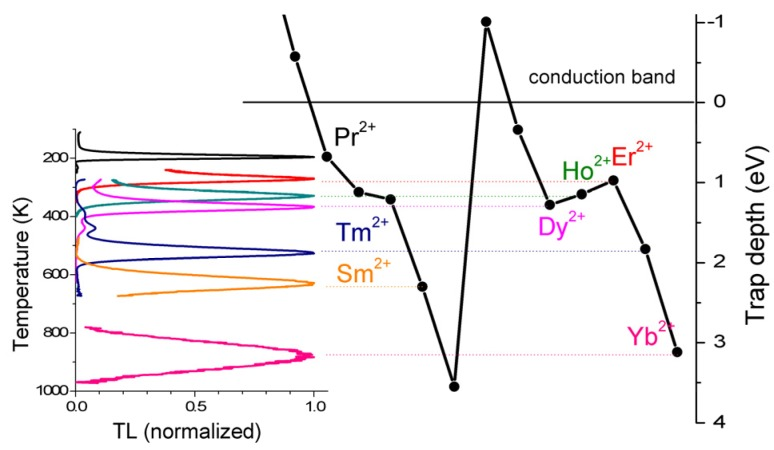 -1
conduction band
0
Pr²⁺
200
Ho²⁺ Er²⁺
1
400
Tm²⁺
Dy²⁺
2
Sm²⁺
600
Temperature (K)
Trap depth (eV)
800
Yb²⁺
3
1000
0.0 0.5 1.0
4
TL (normalized)